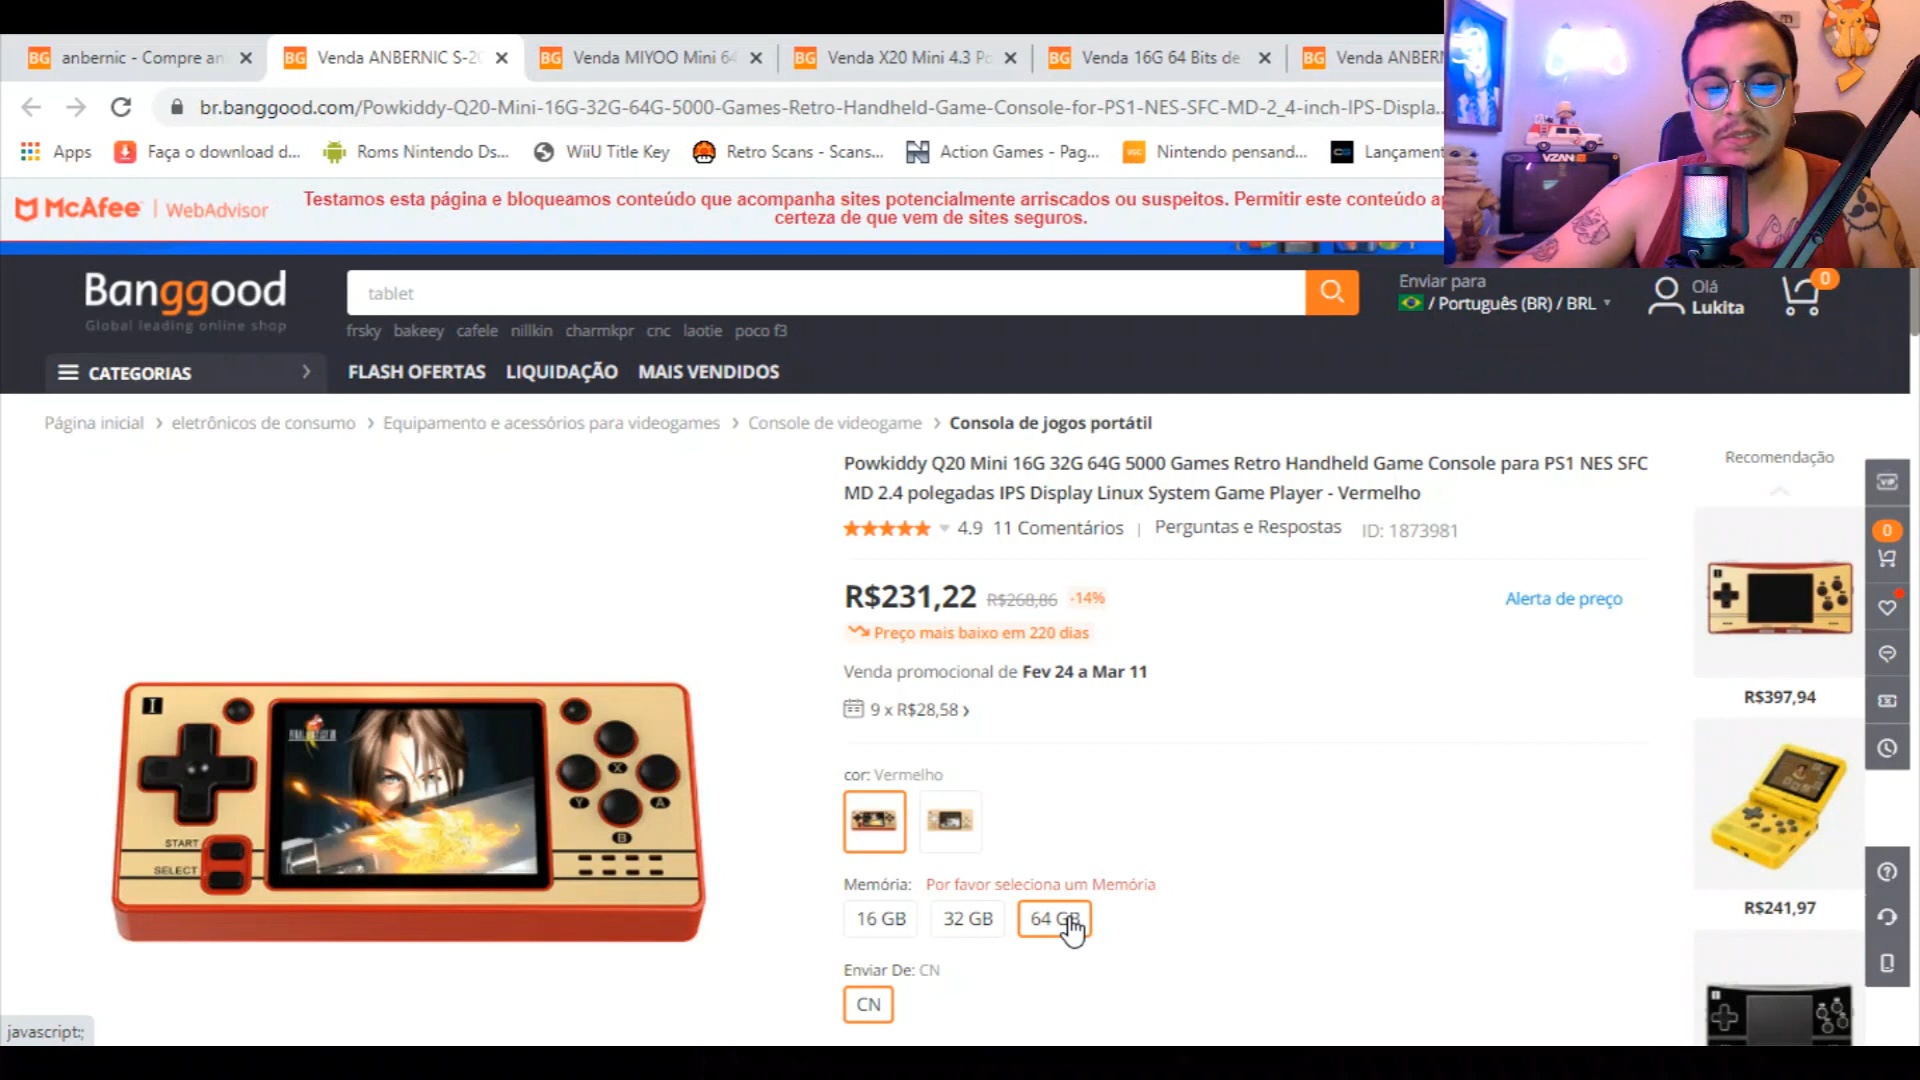 anbernic - Compre an
Venda ANBERNIC S-20
Venda MIYOO Mini 64
Venda X20 Mini 4.3 Po
Venda 16G 64 Bits de
Venda ANBERN
br.banggood.com/Powkiddy-Q20-Mini-16G-32G-64G-5000-Games-Retro-Handheld-Game-Console-for-PS1-NES-SFC-MD-2_4-inch-IPS-Displa...
Apps
Faça o download d...
Roms Nintendo Ds...
WiiU Title Key
Retro Scans - Scans...
Action Games - Pag...
Nintendo pensand...
Lançament
VZAN
McAfee | WebAdvisor
Testamos esta página e bloqueamos conteúdo que acompanha sites potencialmente arriscados ou suspeitos. Permitir este conteúdo a
certeza de que vem de sites seguros.
Banggood
Global leading online shop
tablet
frsky bakeey cafele nillkin charmkpr cnc laotie poco f3
Enviar para
/ Português (BR) / BRL
Olá
Lukita
0
CATEGORIAS
FLASH OFERTAS LIQUIDAÇÃO MAIS VENDIDOS
Página inicial > eletrônicos de consumo > Equipamento e acessórios para videogames > Console de videogame > Consola de jogos portátil
Powkiddy Q20 Mini 16G 32G 64G 5000 Games Retro Handheld Game Console para PS1 NES SFC
MD 2.4 polegadas IPS Display Linux System Game Player - Vermelho
4.9 11 Comentários | Perguntas e Respostas ID: 1873981
R$231,22 R$268,86 -14%
Alerta de preço
Preço mais baixo em 220 dias
Venda promocional de Fev 24 a Mar 11
9 x R$28,58 >
cor: Vermelho
Memória: Por favor seleciona um Memória
16 GB
32 GB
64 GB
Enviar De: CN
CN
START
SELECT
X
Y
A
B
Recomendação
R$397,94
R$241,97
VIP
0
javascript:;